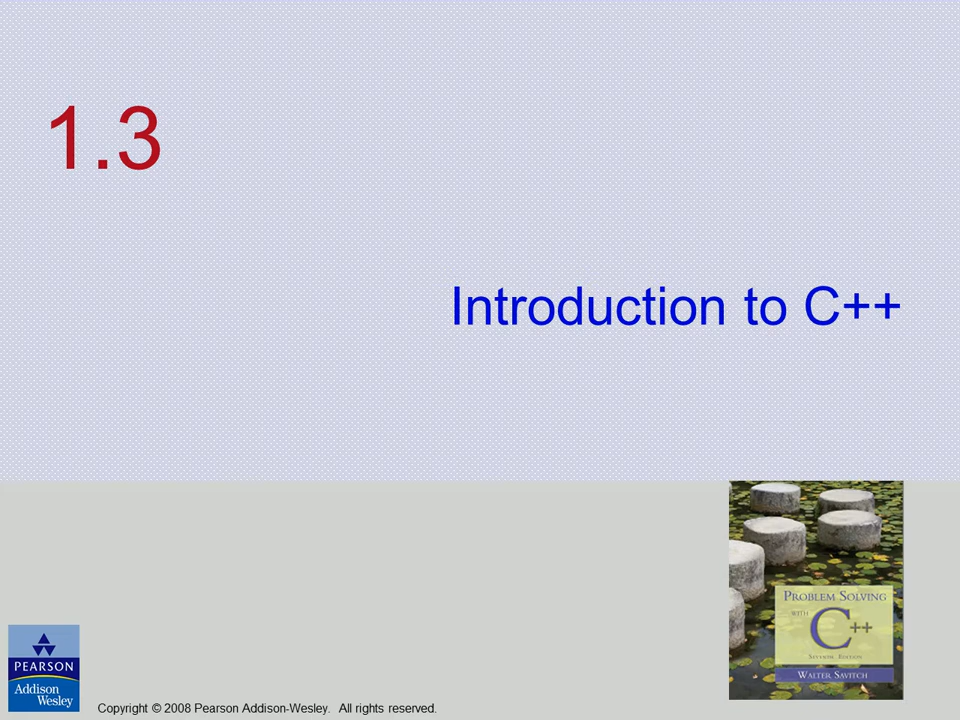 1.3
Introduction to C++
PROBLEM SOLVING
WITH
C++
SEVENTH EDITION
WALTER SAVITCH
PEARSON
Addison
Wesley
Copyright © 2008 Pearson Addison-Wesley. All rights reserved.